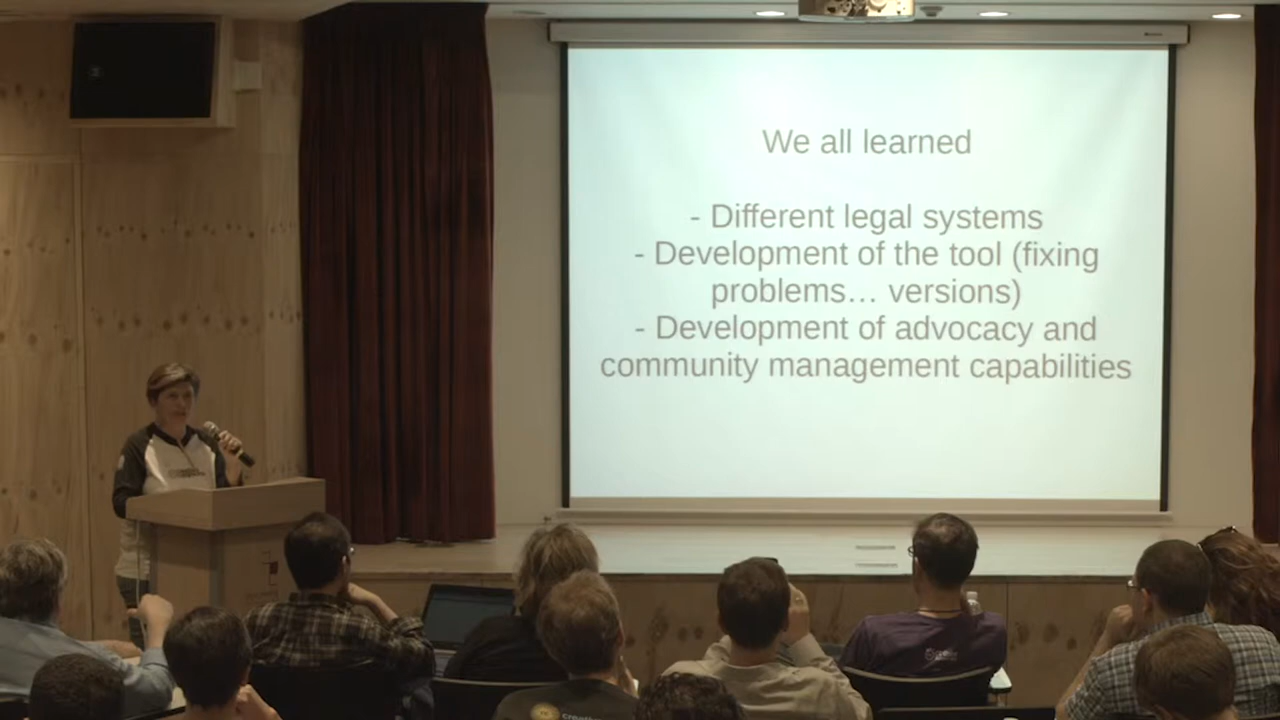 We all learned
- Different legal systems
- Development of the tool (fixing
problems... versions)
- Development of advocacy and
community management capabilities